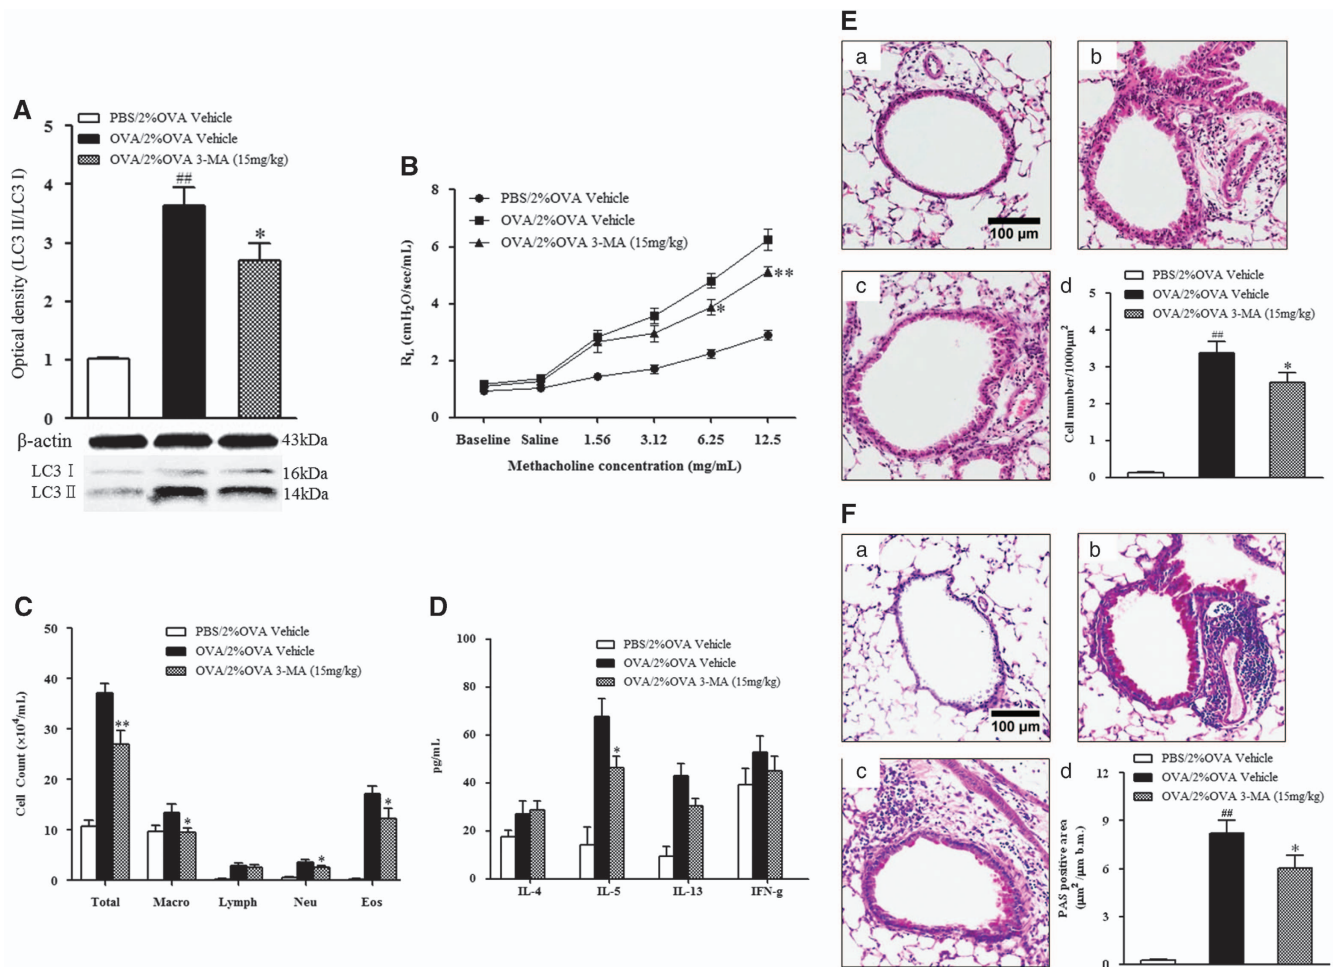 A
PBS/2%OVA Vehicle
OVA/2%OVA Vehicle
OVA/2%OVA 3-MA (15mg/kg)
Optical density (LC3 II/LC3 I)
5
4
3
2
1
0
##
*
β-actin
43kDa
LC3 Ⅰ
16kDa
LC3 Ⅱ
14kDa
B
PBS/2%OVA Vehicle
OVA/2%OVA Vehicle
OVA/2%OVA 3-MA (15mg/kg)
RL (cmH2O/sec/mL)
8
6
4
2
0
*
**
Baseline Saline 1.56 3.12 6.25 12.5
Methacholine concentration (mg/mL)
C
PBS/2%OVA Vehicle
OVA/2%OVA Vehicle
OVA/2%OVA 3-MA (15mg/kg)
Cell Count (×10⁴/mL)
50
40
30
20
10
0
**
*
*
*
Total Macro Lymph Neu Eos
D
PBS/2%OVA Vehicle
OVA/2%OVA Vehicle
OVA/2%OVA 3-MA (15mg/kg)
pg/mL
100
80
60
40
20
0
*
IL-4 IL-5 IL-13 IFN-g
E
a
100 µm
b
c
d
PBS/2%OVA Vehicle
OVA/2%OVA Vehicle
OVA/2%OVA 3-MA (15mg/kg)
Cell number/1000µm²
5
4
3
2
1
0
##
*
F
a
100 µm
b
c
d
PBS/2%OVA Vehicle
OVA/2%OVA Vehicle
OVA/2%OVA 3-MA (15mg/kg)
PAS positive area
(µm²/µm b.m.)
12
9
6
3
0
##
*